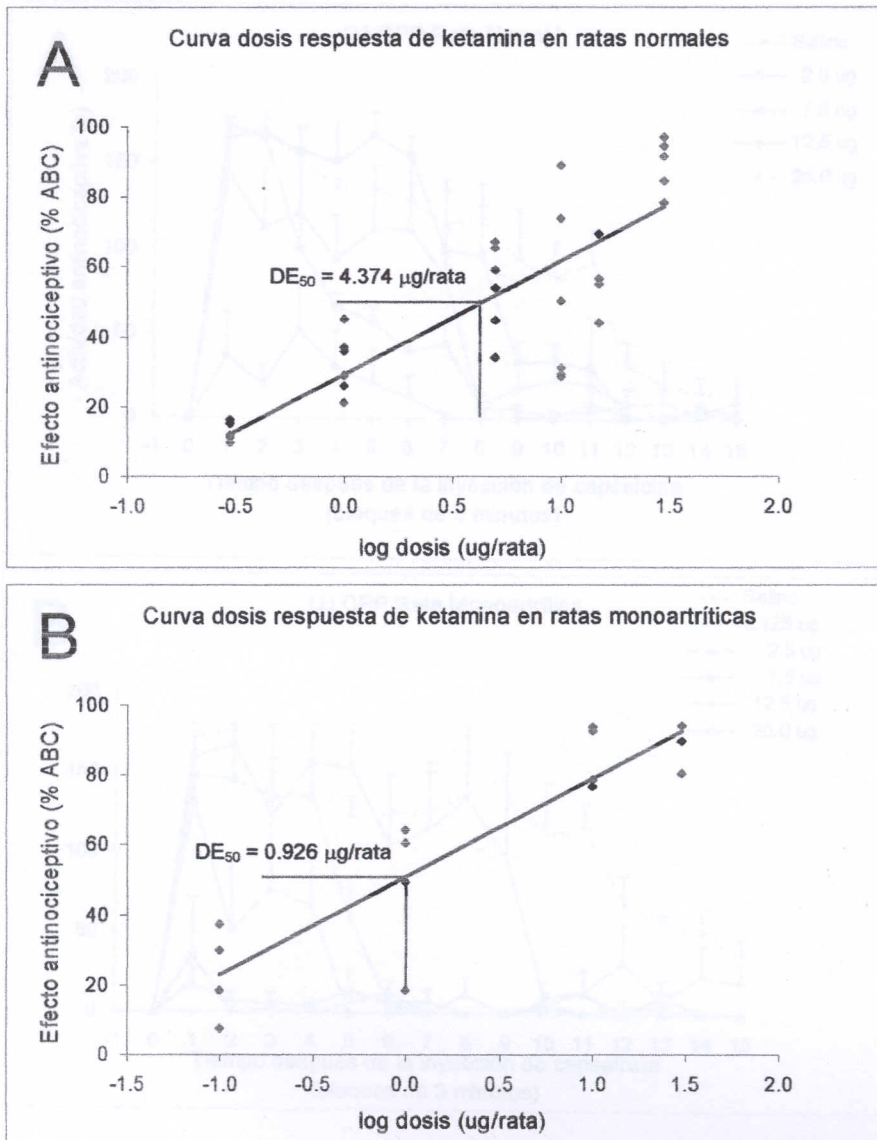 A
Curva dosis respuesta de ketamina en ratas normales
Efecto antinociceptivo (% ABC)
100
80
60
40
20
0
DE50 = 4.374 µg/rata
-1.0
-0.5
0.0
0.5
1.0
1.5
2.0
log dosis (ug/rata)
B
Curva dosis respuesta de ketamina en ratas monoartríticas
Efecto antinociceptivo (% ABC)
100
80
60
40
20
0
DE50 = 0.926 µg/rata
-1.5
-1.0
-0.5
0.0
0.5
1.0
1.5
2.0
log dosis (ug/rata)